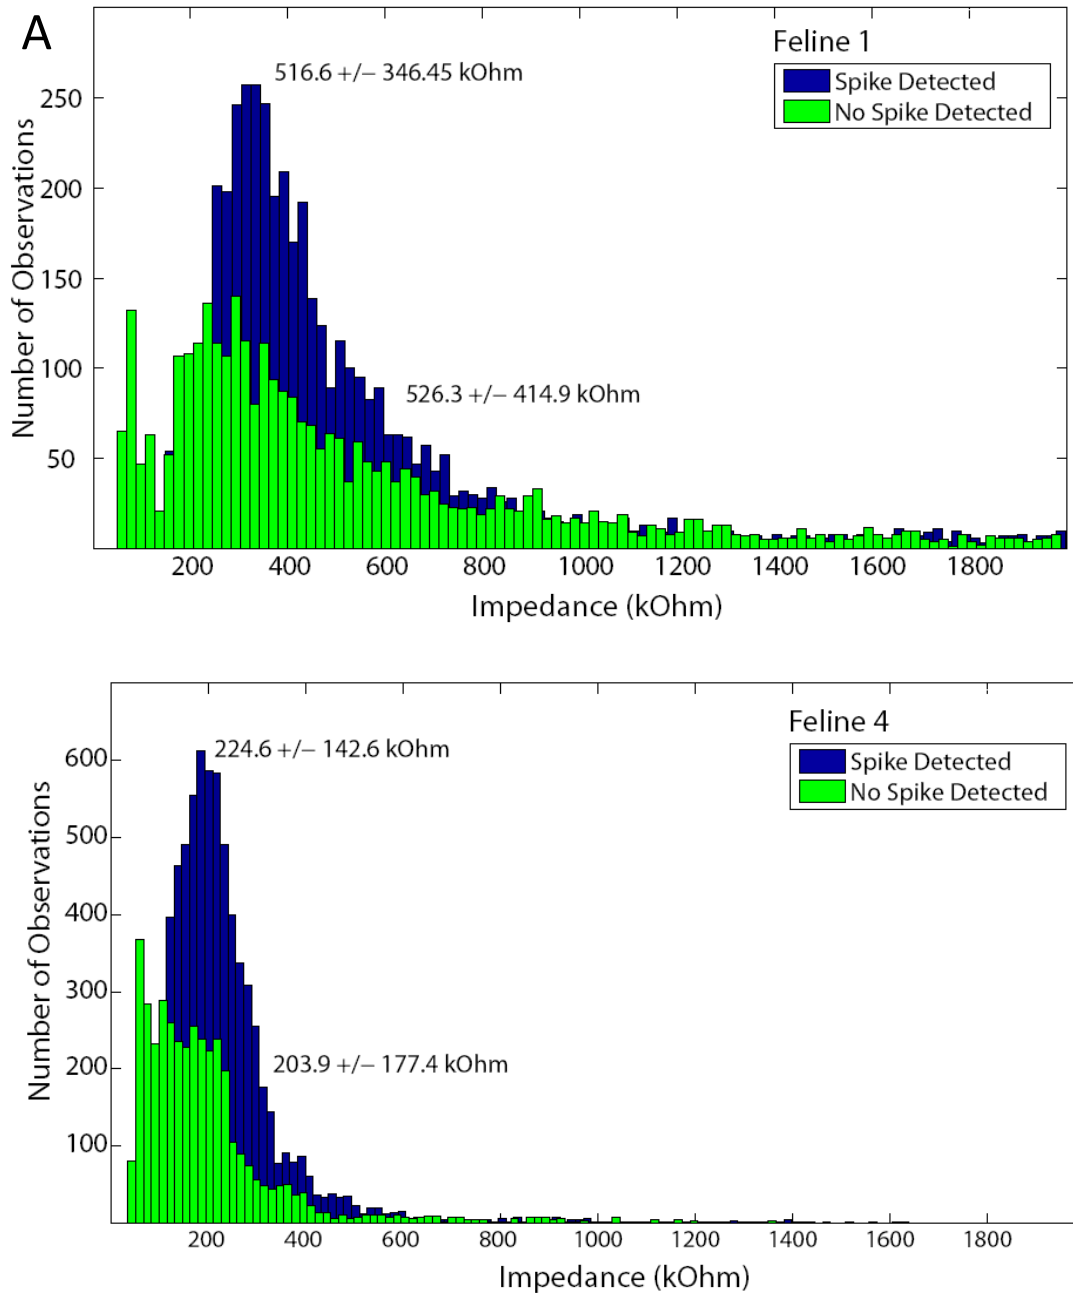 A
Feline 1
Spike Detected
No Spike Detected
516.6 +/− 346.45 kOhm
526.3 +/− 414.9 kOhm
Number of Observations
250
200
150
100
50
200 400 600 800 1000 1200 1400 1600 1800
Impedance (kOhm)
Feline 4
Spike Detected
No Spike Detected
224.6 +/− 142.6 kOhm
203.9 +/− 177.4 kOhm
Number of Observations
600
500
400
300
200
100
200 400 600 800 1000 1200 1400 1600 1800
Impedance (kOhm)